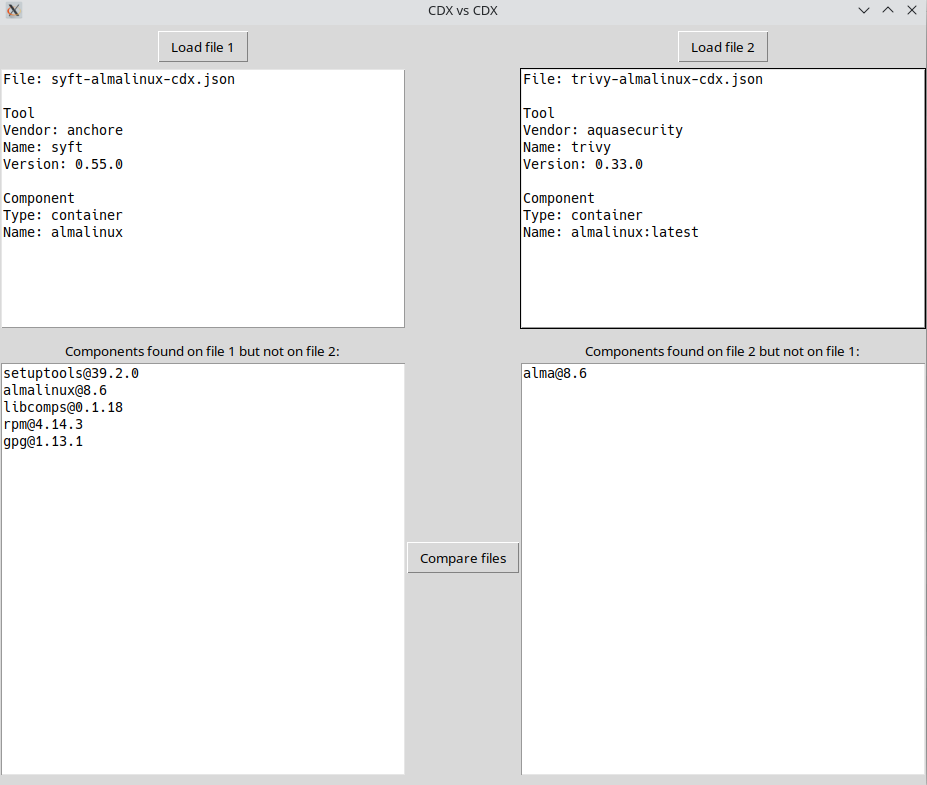 CDX vs CDX
Load file 1
Load file 2
File: syft-almalinux-cdx.json
Tool
Vendor: anchore
Name: syft
Version: 0.55.0
Component
Type: container
Name: almalinux
File: trivy-almalinux-cdx.json
Tool
Vendor: aquasecurity
Name: trivy
Version: 0.33.0
Component
Type: container
Name: almalinux:latest
Components found on file 1 but not on file 2:
setuptools@39.2.0
almalinux@8.6
libcomps@0.1.18
rpm@4.14.3
gpg@1.13.1
Compare files
Components found on file 2 but not on file 1:
alma@8.6